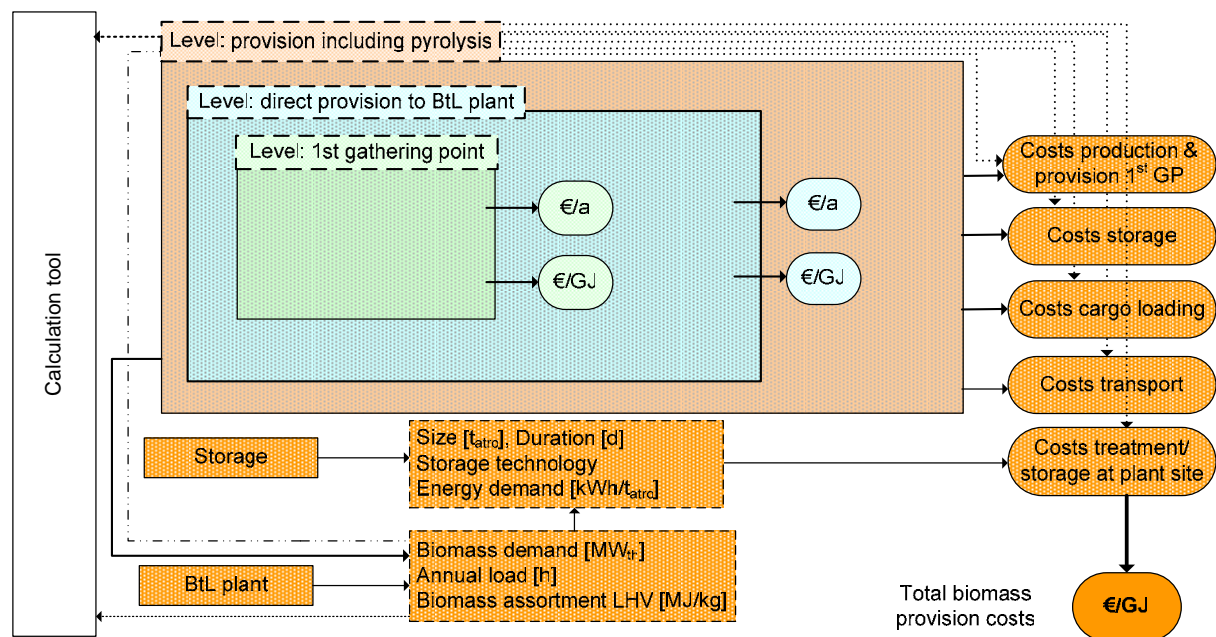 Calculation tool
Level: provision including pyrolysis
Level: direct provision to BtL plant
Level: 1st gathering point
€/a
€/GJ
€/a
€/GJ
Costs production &
provision 1st GP
Costs storage
Costs cargo loading
Costs transport
Costs treatment/
storage at plant site
Storage
Size [tatro], Duration [d]
Storage technology
Energy demand [kWh/tatro]
BtL plant
Biomass demand [MWth]
Annual load [h]
Biomass assortment LHV [MJ/kg]
Total biomass
provision costs
€/GJ